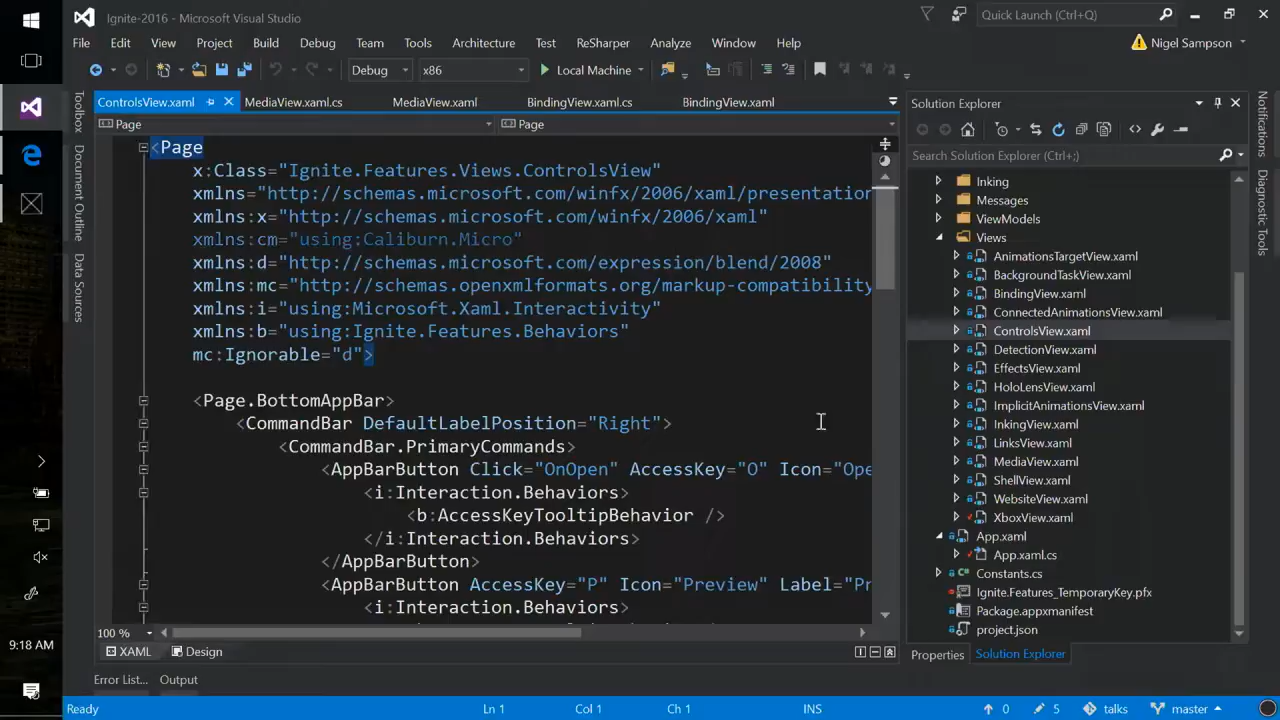 Ignite-2016 - Microsoft Visual Studio
Quick Launch (Ctrl+Q)
File Edit View Project Build Debug Team Tools Architecture Test ReSharper Analyze Window Help
Nigel Sampson
Debug x86 Local Machine
ControlsView.xaml MediaView.xaml.cs MediaView.xaml BindingView.xaml.cs BindingView.xaml
Page Page
Toolbox
Document Outline
Data Sources
<Page
x:Class="Ignite.Features.Views.ControlsView"
xmlns="http://schemas.microsoft.com/winfx/2006/xaml/presentation
xmlns:x="http://schemas.microsoft.com/winfx/2006/xaml"
xmlns:cm="using:Caliburn.Micro"
xmlns:d="http://schemas.microsoft.com/expression/blend/2008"
xmlns:mc="http://schemas.openxmlformats.org/markup-compatibility
xmlns:i="using:Microsoft.Xaml.Interactivity"
xmlns:b="using:Ignite.Features.Behaviors"
mc:Ignorable="d">
<Page.BottomAppBar>
<CommandBar DefaultLabelPosition="Right">
<CommandBar.PrimaryCommands>
<AppBarButton Click="OnOpen" AccessKey="O" Icon="Ope
<i:Interaction.Behaviors>
<b:AccessKeyTooltipBehavior />
</i:Interaction.Behaviors>
</AppBarButton>
<AppBarButton AccessKey="P" Icon="Preview" Label="Pr
<i:Interaction.Behaviors>
100 %
XAML Design
Error List... Output
Solution Explorer
Search Solution Explorer (Ctrl+;)
Inking
Messages
ViewModels
Views
AnimationsTargetView.xaml
BackgroundTaskView.xaml
BindingView.xaml
ConnectedAnimationsView.xaml
ControlsView.xaml
DetectionView.xaml
EffectsView.xaml
HoloLensView.xaml
ImplicitAnimationsView.xaml
InkingView.xaml
LinksView.xaml
MediaView.xaml
ShellView.xaml
WebsiteView.xaml
XboxView.xaml
App.xaml
App.xaml.cs
Constants.cs
Ignite.Features_TemporaryKey.pfx
Package.appxmanifest
project.json
Properties Solution Explorer
Notifications
Diagnostic Tools
9:18 AM
Ready Ln 1 Col 1 Ch 1 INS 0 5 talks master